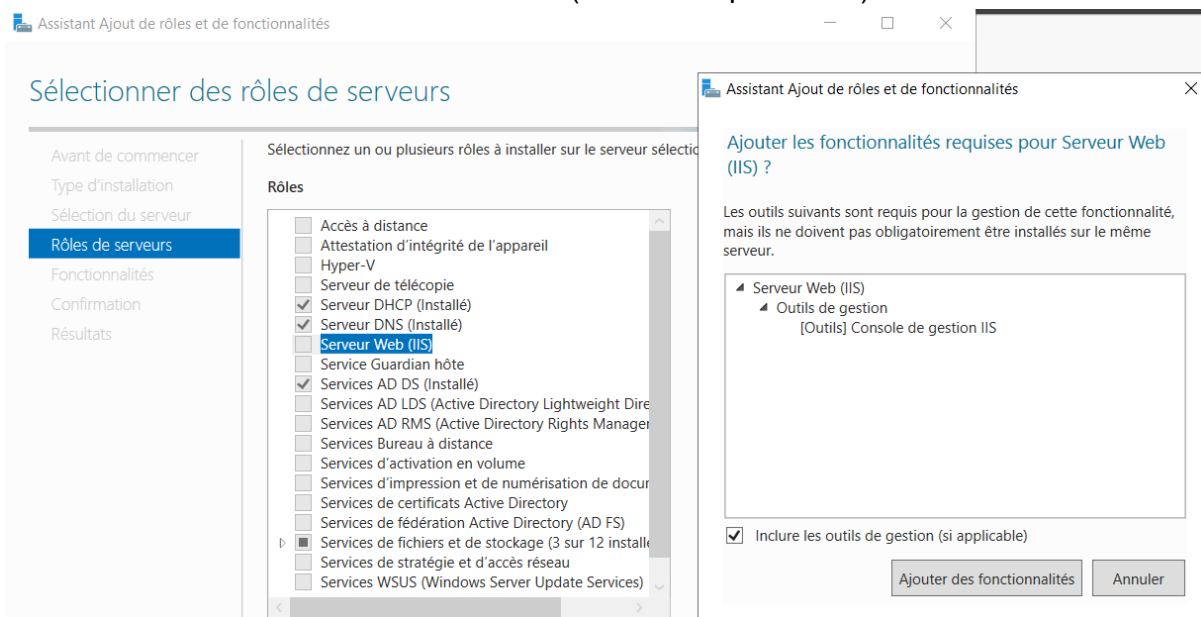 Assistant Ajout de rôles et de fonctionnalités
Sélectionner des rôles de serveurs
Avant de commencer
Type d'installation
Sélection du serveur
Rôles de serveurs
Fonctionnalités
Confirmation
Résultats
Sélectionnez un ou plusieurs rôles à installer sur le serveur
Rôles
Accès à distance
Attestation d'intégrité de l'appareil
Hyper-V
Serveur de télécopie
Serveur DHCP (Installé)
Serveur DNS (Installé)
Serveur Web (IIS)
Service Guardian hôte
Services AD DS (Installé)
Services AD LDS (Active Directory Lightweight Dire
Services AD RMS (Active Directory Rights Manager
Services Bureau à distance
Services d'activation en volume
Services d'impression et de numérisation de docur
Services de certificats Active Directory
Services de fédération Active Directory (AD FS)
Services de fichiers et de stockage (3 sur 12 installé
Services de stratégie et d'accès réseau
Services WSUS (Windows Server Update Services)
Assistant Ajout de rôles et de fonctionnalités
Ajouter les fonctionnalités requises pour Serveur Web
(IIS) ?
Les outils suivants sont requis pour la gestion de cette fonctionnalité,
mais ils ne doivent pas obligatoirement être installés sur le même
serveur.
Serveur Web (IIS)
Outils de gestion
[Outils] Console de gestion IIS
Inclure les outils de gestion (si applicable)
Ajouter des fonctionnalités
Annuler